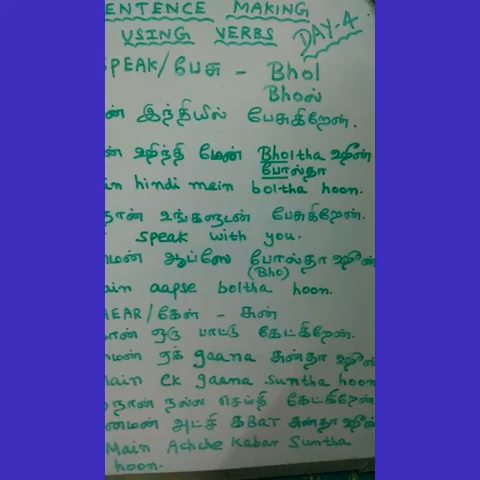 ENTENCE MAKING
USING VERBS DAY-4
SPEAK/பேசு - Bhol
Bhoல்
ன் இந்தியில் பேசுகிறேன்.
ன் ஹிந்தி மேன் Bholtha ஹீன்
போல்தா
in hindi mein boltha hoon.
நான் உங்களுடன் பேசுகிறேன்.
speak with you.
மைன் ஆப்ஸே போல்தா ஹீன்
(Bho)
ain aapse boltha hoon.
HEAR/கேள் - சுன்
நான் ஒரு பாட்டு கேட்கிறேன்.
மைன் ஏக் gaana சுன்தா ஹீன்
Main ek gaana suntha hoon
நான் நல்ல செய்தி கேட்கிறேன்
மைன் அட்சி கBar சுன்தா ஹீன்
Main Achche Kabar Suntha
hoon.